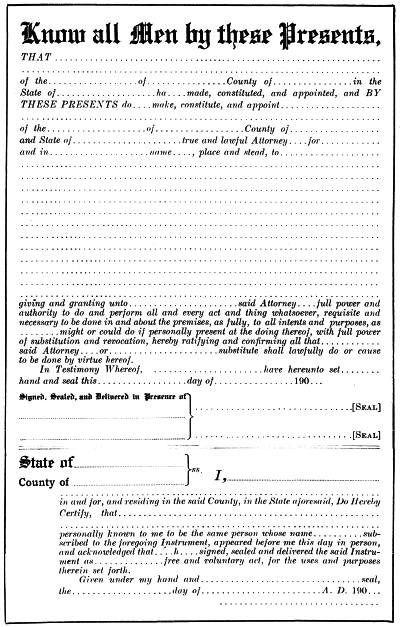 Know all Men by these Presents,
THAT
of the......of......County of......in the
State of......ha....made, constituted, and appointed, and BY
THESE PRESENTS do....make, constitute, and appoint......
of the......of......County of......
and State of......true and lawful Attorney....for......
and in......name...., place and stead, to......
giving and granting unto......said Attorney....full power and
authority to do and perform all and every act and thing whatsoever, requisite and
necessary to be done in and about the premises, as fully, to all intents and purposes, as
........might or could do if personally present at the doing thereof, with full power
of substitution and revocation, hereby ratifying and confirming all that......
said Attorney....or......substitute shall lawfully do or cause
to be done by virtue hereof.
In Testimony Whereof, ......have hereunto set......
hand and seal this......day of......190...
Signed, Sealed, and Delivered in Presence of
......[SEAL]
......[SEAL]
State of......
ss.
County of......
I,......
in and for, and residing in the said County, in the State aforesaid, Do Hereby
Certify, that......
personally known to me to be the same person whose name......sub-
scribed to the foregoing Instrument, appeared before me this day in person,
and acknowledged that....h....signed, sealed and delivered the said Instru-
ment as......free and voluntary act, for the uses and purposes
therein set forth.
Given under my hand and......seal,
the......day of......A. D. 190...